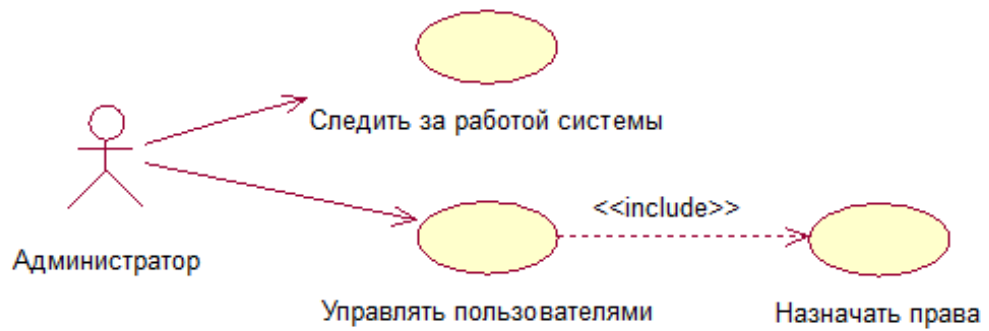 Следить за работой системы
<<include>>
Администратор
Управлять пользователями
Назначать права